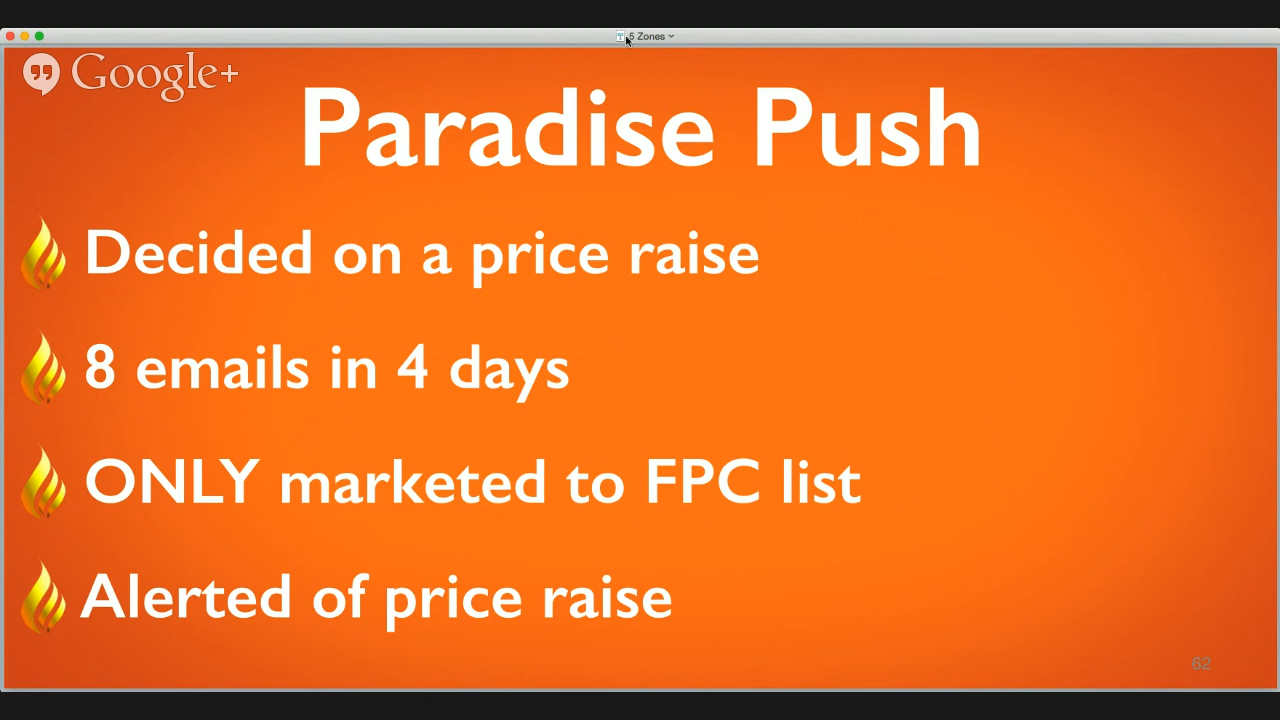 5 Zones
Google+
Paradise Push
Decided on a price raise
8 emails in 4 days
ONLY marketed to FPC list
Alerted of price raise
62